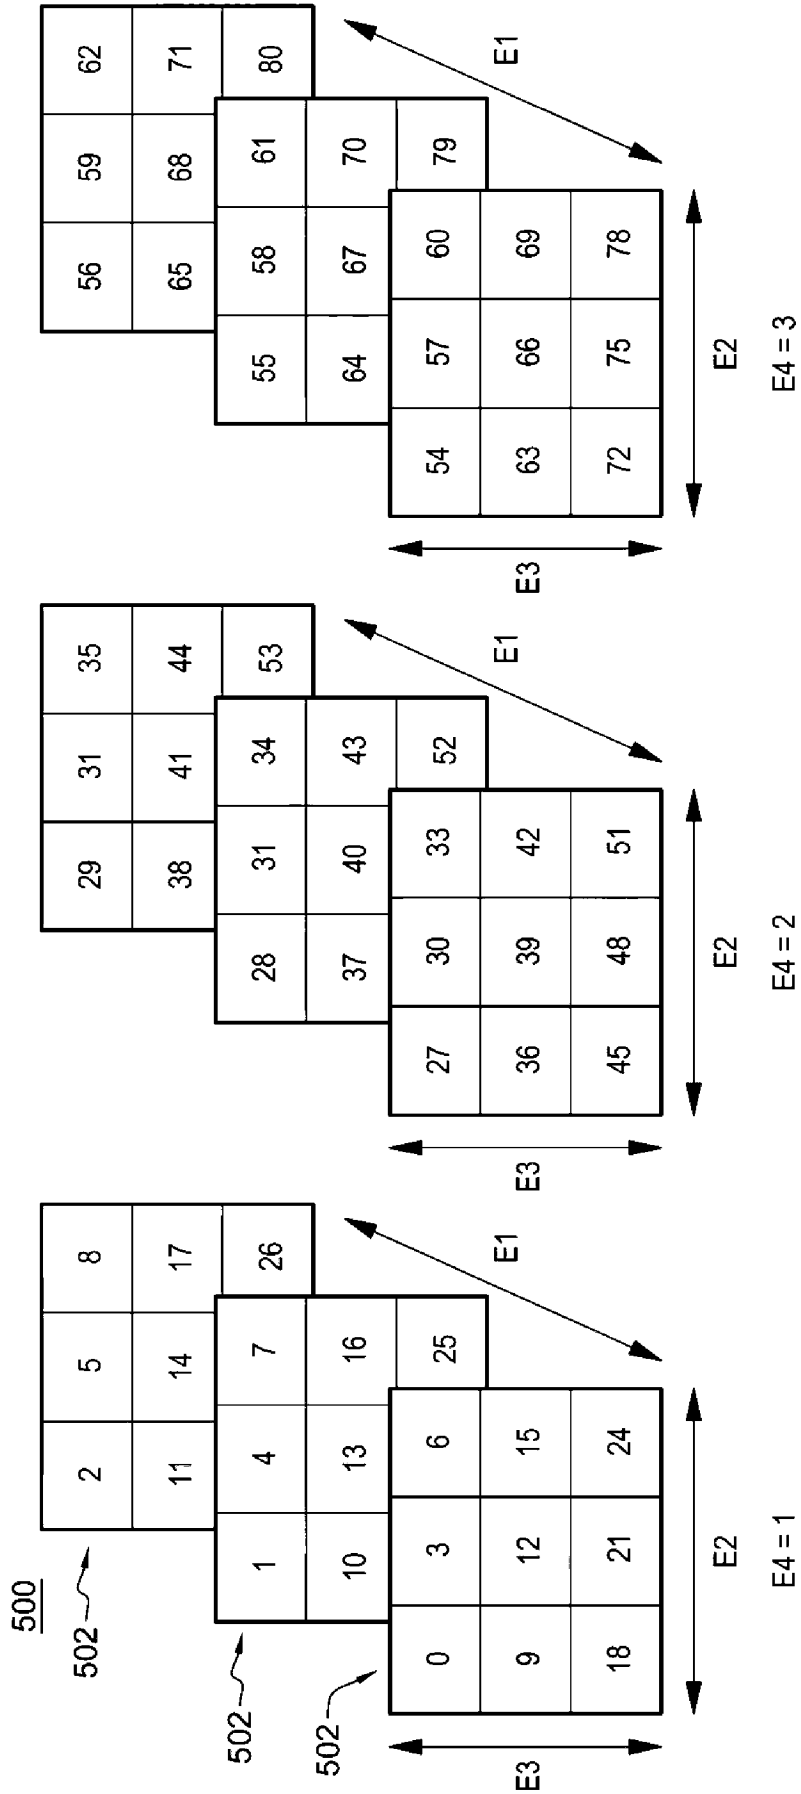 500
502 2 5 8 29 31 35 56 59 62
11 14 17 38 41 44 65 68 71
502 1 4 7 26 28 31 34 53 55 58 61 80
502 10 13 16 37 40 43 64 67 70
0 3 6 25 27 30 33 52 54 57 60 79
E1 E1 E1
E3 9 12 15 E3 36 39 42 E3 63 66 69
18 21 24 45 48 51 72 75 78
E2 E2 E2
E4 = 1 E4 = 2 E4 = 3